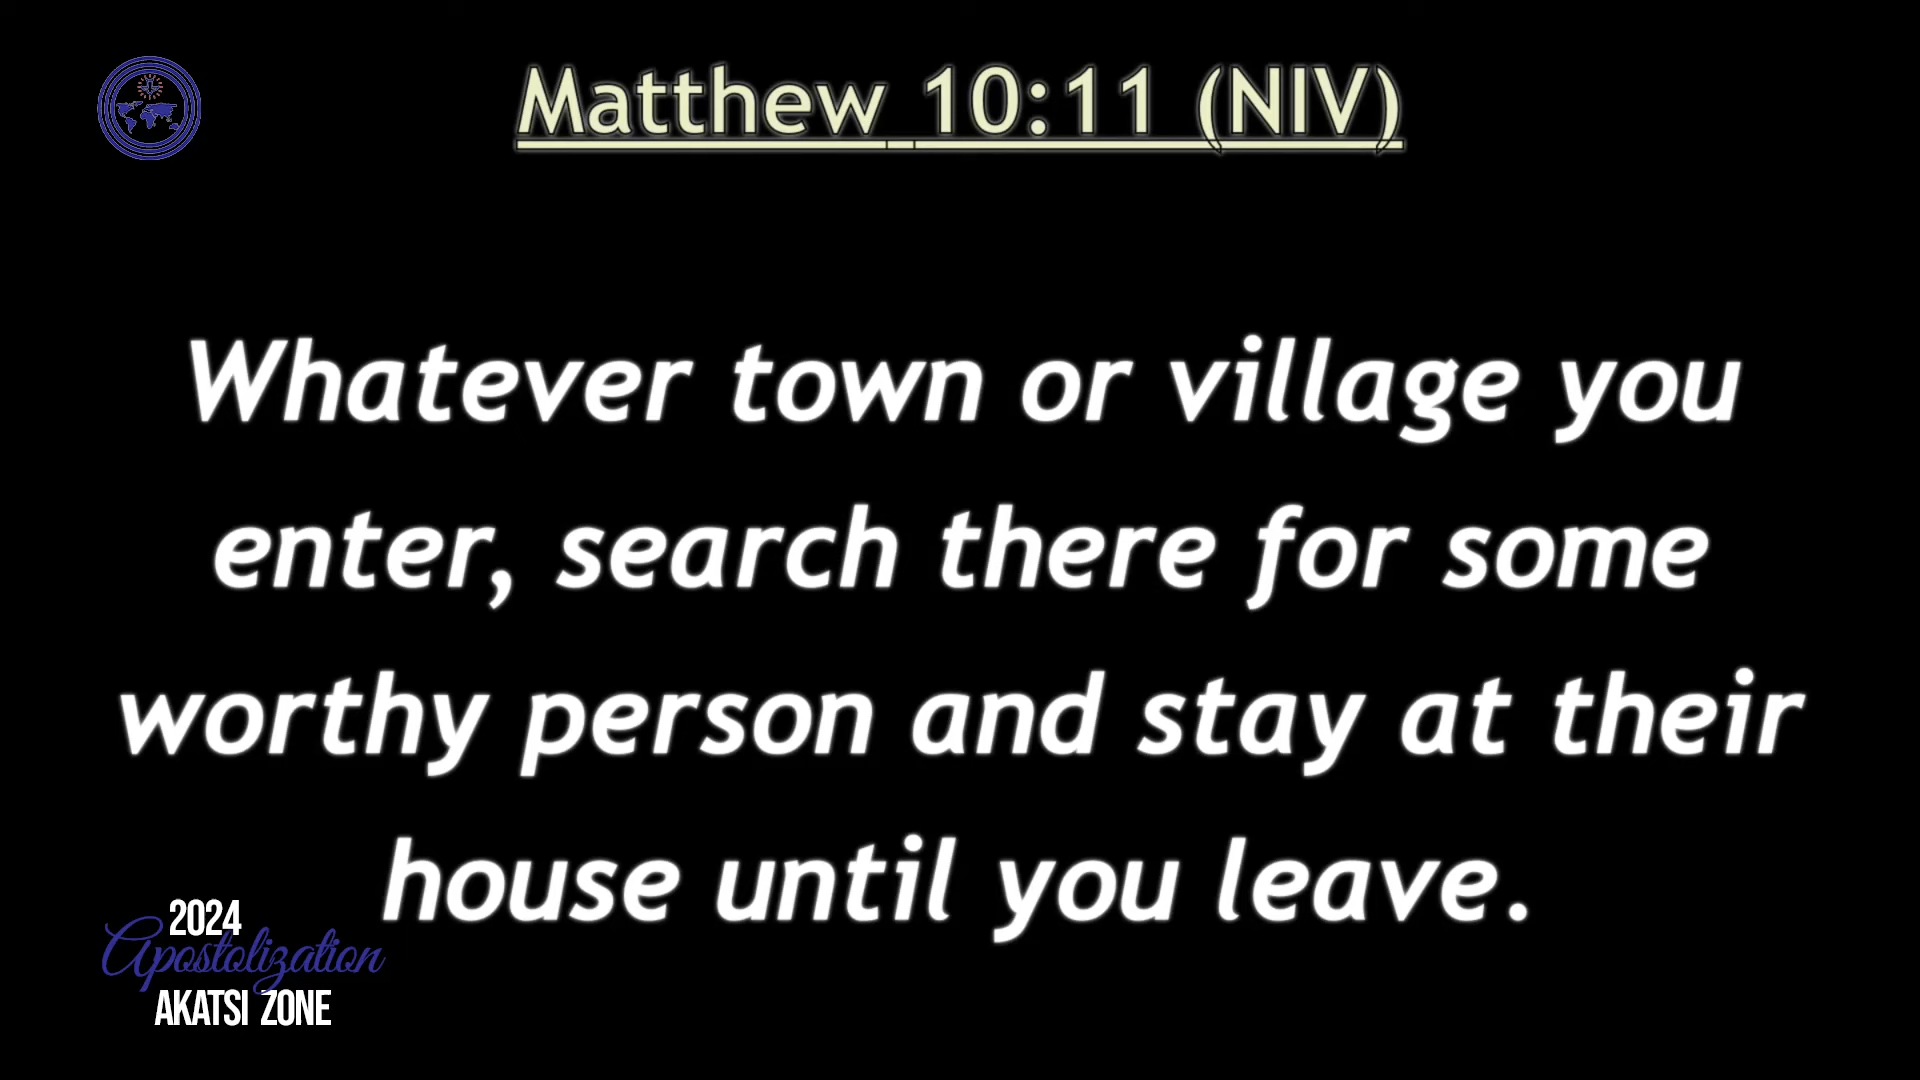 Matthew 10:11 (NIV)
Whatever town or village you
enter, search there for some
worthy person and stay at their
house until you leave.
2024
Apostolization
AKATSI ZONE